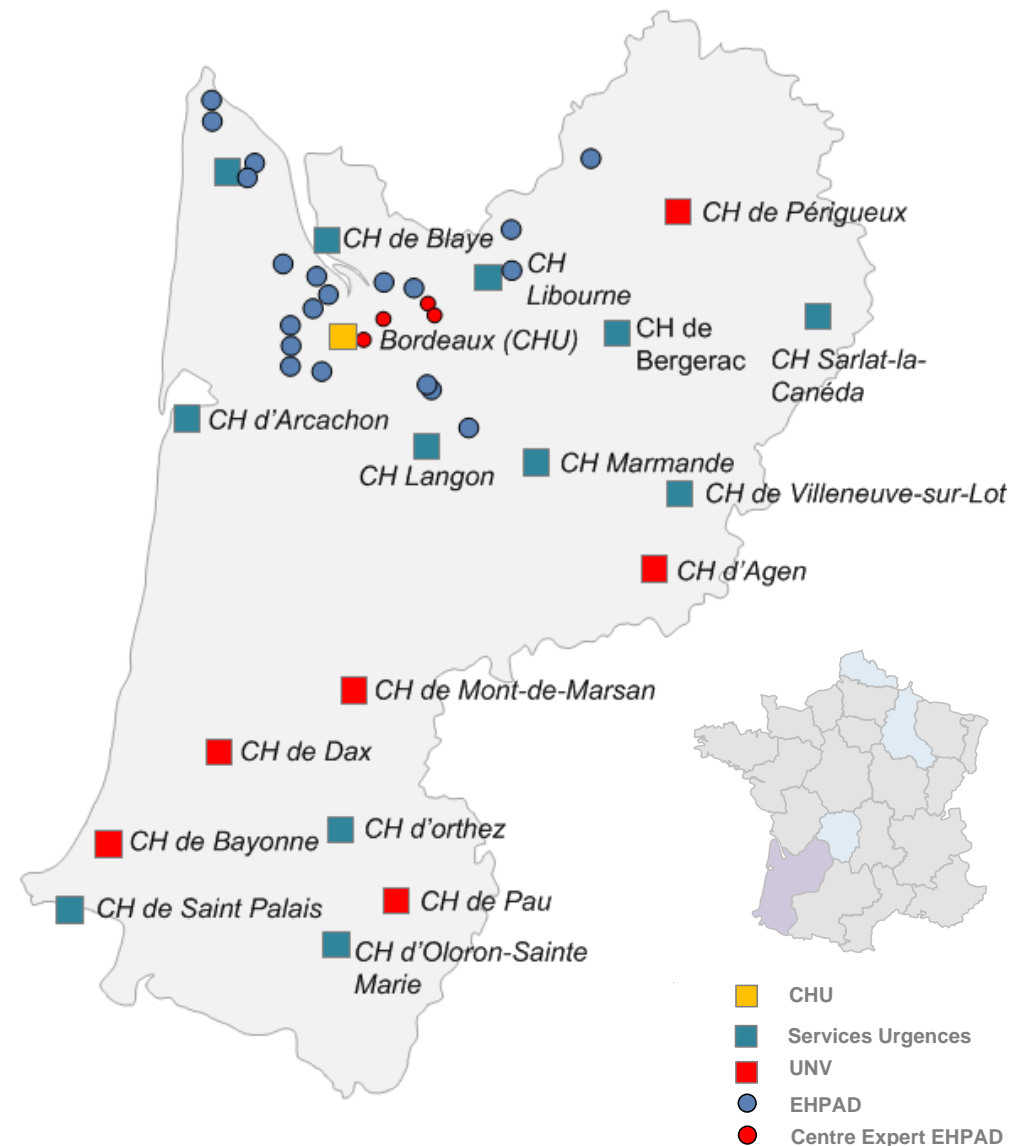 CH de Périgueux
CH de Blaye
CH
Libourne
CH de
Bergerac
Bordeaux (CHU)
CH Sarlat-la-
Canéda
CH d'Arcachon
CH Langon
CH Marmande
CH de Villeneuve-sur-Lot
CH d'Agen
CH de Mont-de-Marsan
CH de Dax
CH d'orthez
CH de Bayonne
CH de Pau
CH de Saint Palais
CH d'Oloron-Sainte
Marie
CHU
Services Urgences
UNV
EHPAD
Centre Expert EHPAD